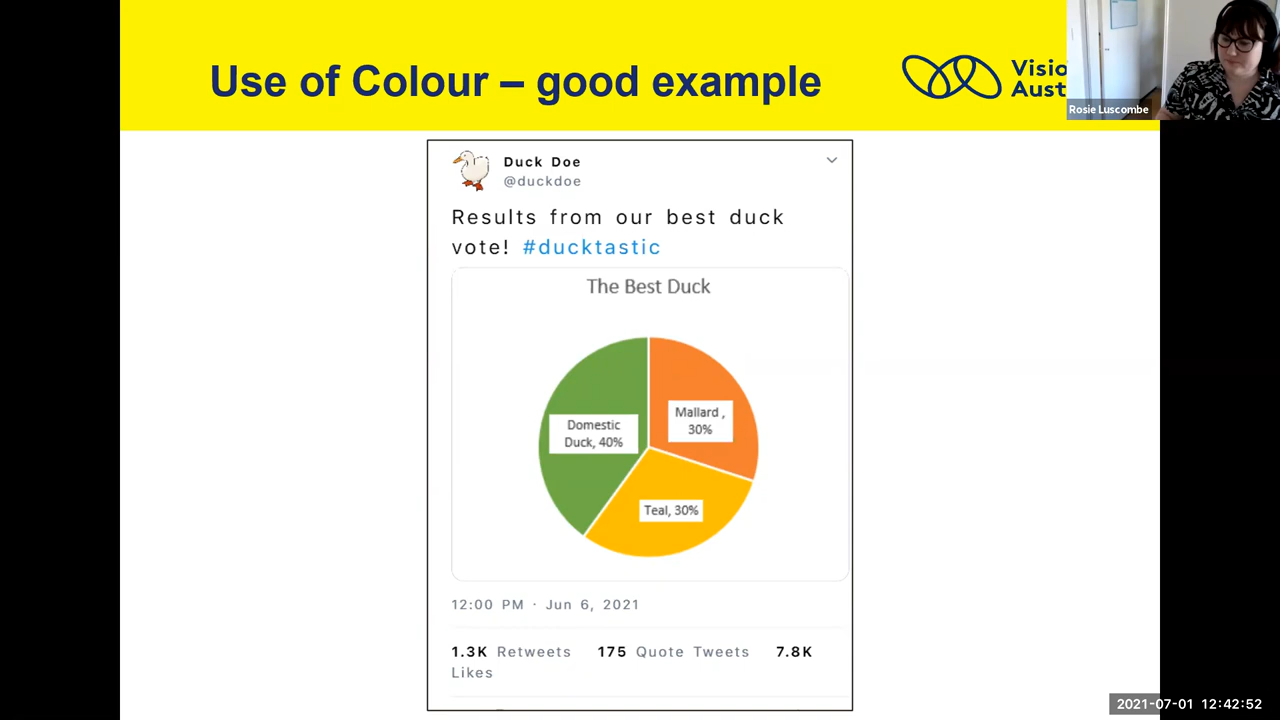 Use of Colour – good example
Visio
Aust
Rosie Luscombe
Duck Doe
@duckdoe
Results from our best duck
vote! #ducktastic
The Best Duck
Domestic
Duck, 40%
Mallard ,
30%
Teal, 30%
12:00 PM · Jun 6, 2021
1.3K Retweets 175 Quote Tweets 7.8K
Likes
2021-07-01 12:42:52